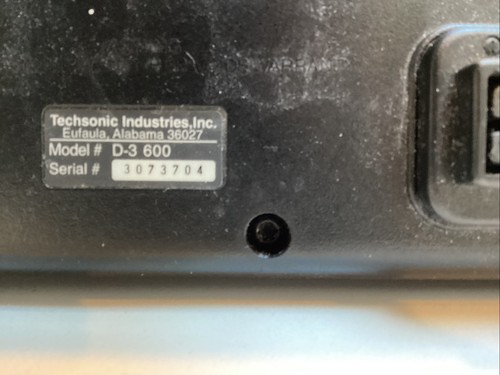 Techsonic Industries,Inc.
Eufaula, Alabama 36027
Model # D-3 600
Serial # 3073704